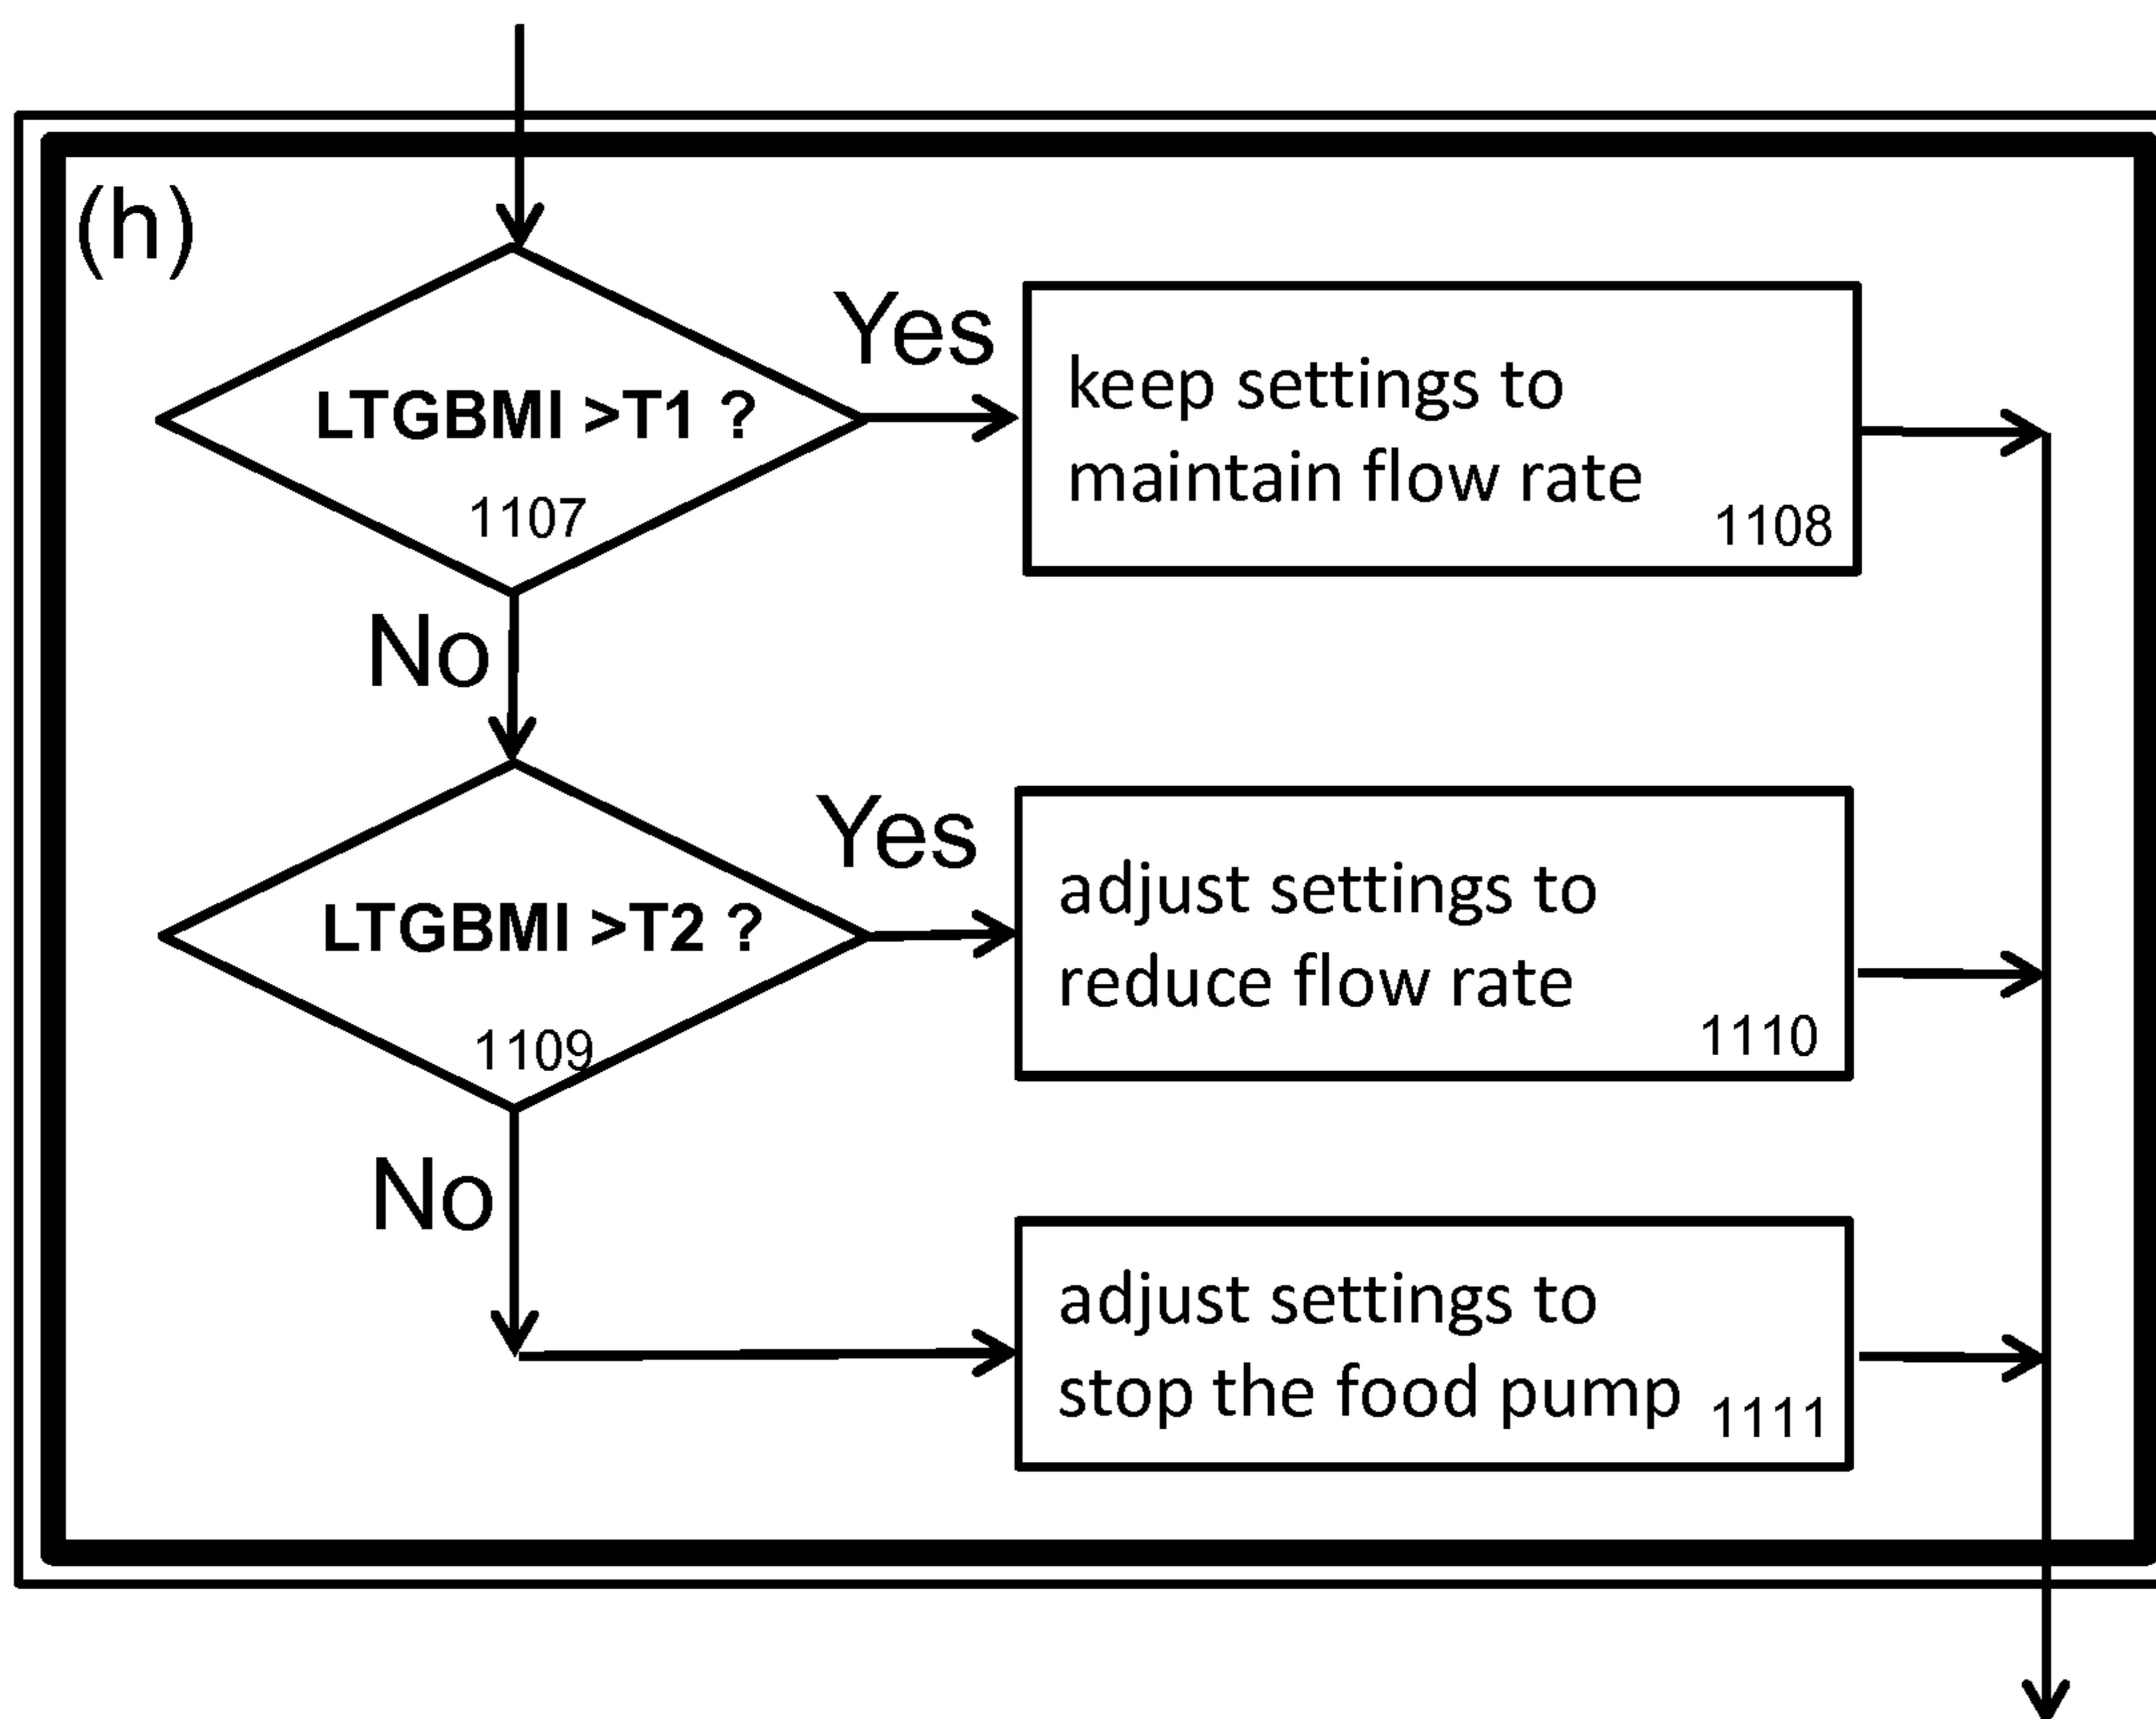 (h)
LTGBMI >T1 ?
1107
Yes
keep settings to
maintain flow rate
1108
No
LTGBMI >T2 ?
1109
Yes
adjust settings to
reduce flow rate
1110
No
adjust settings to
stop the food pump
1111